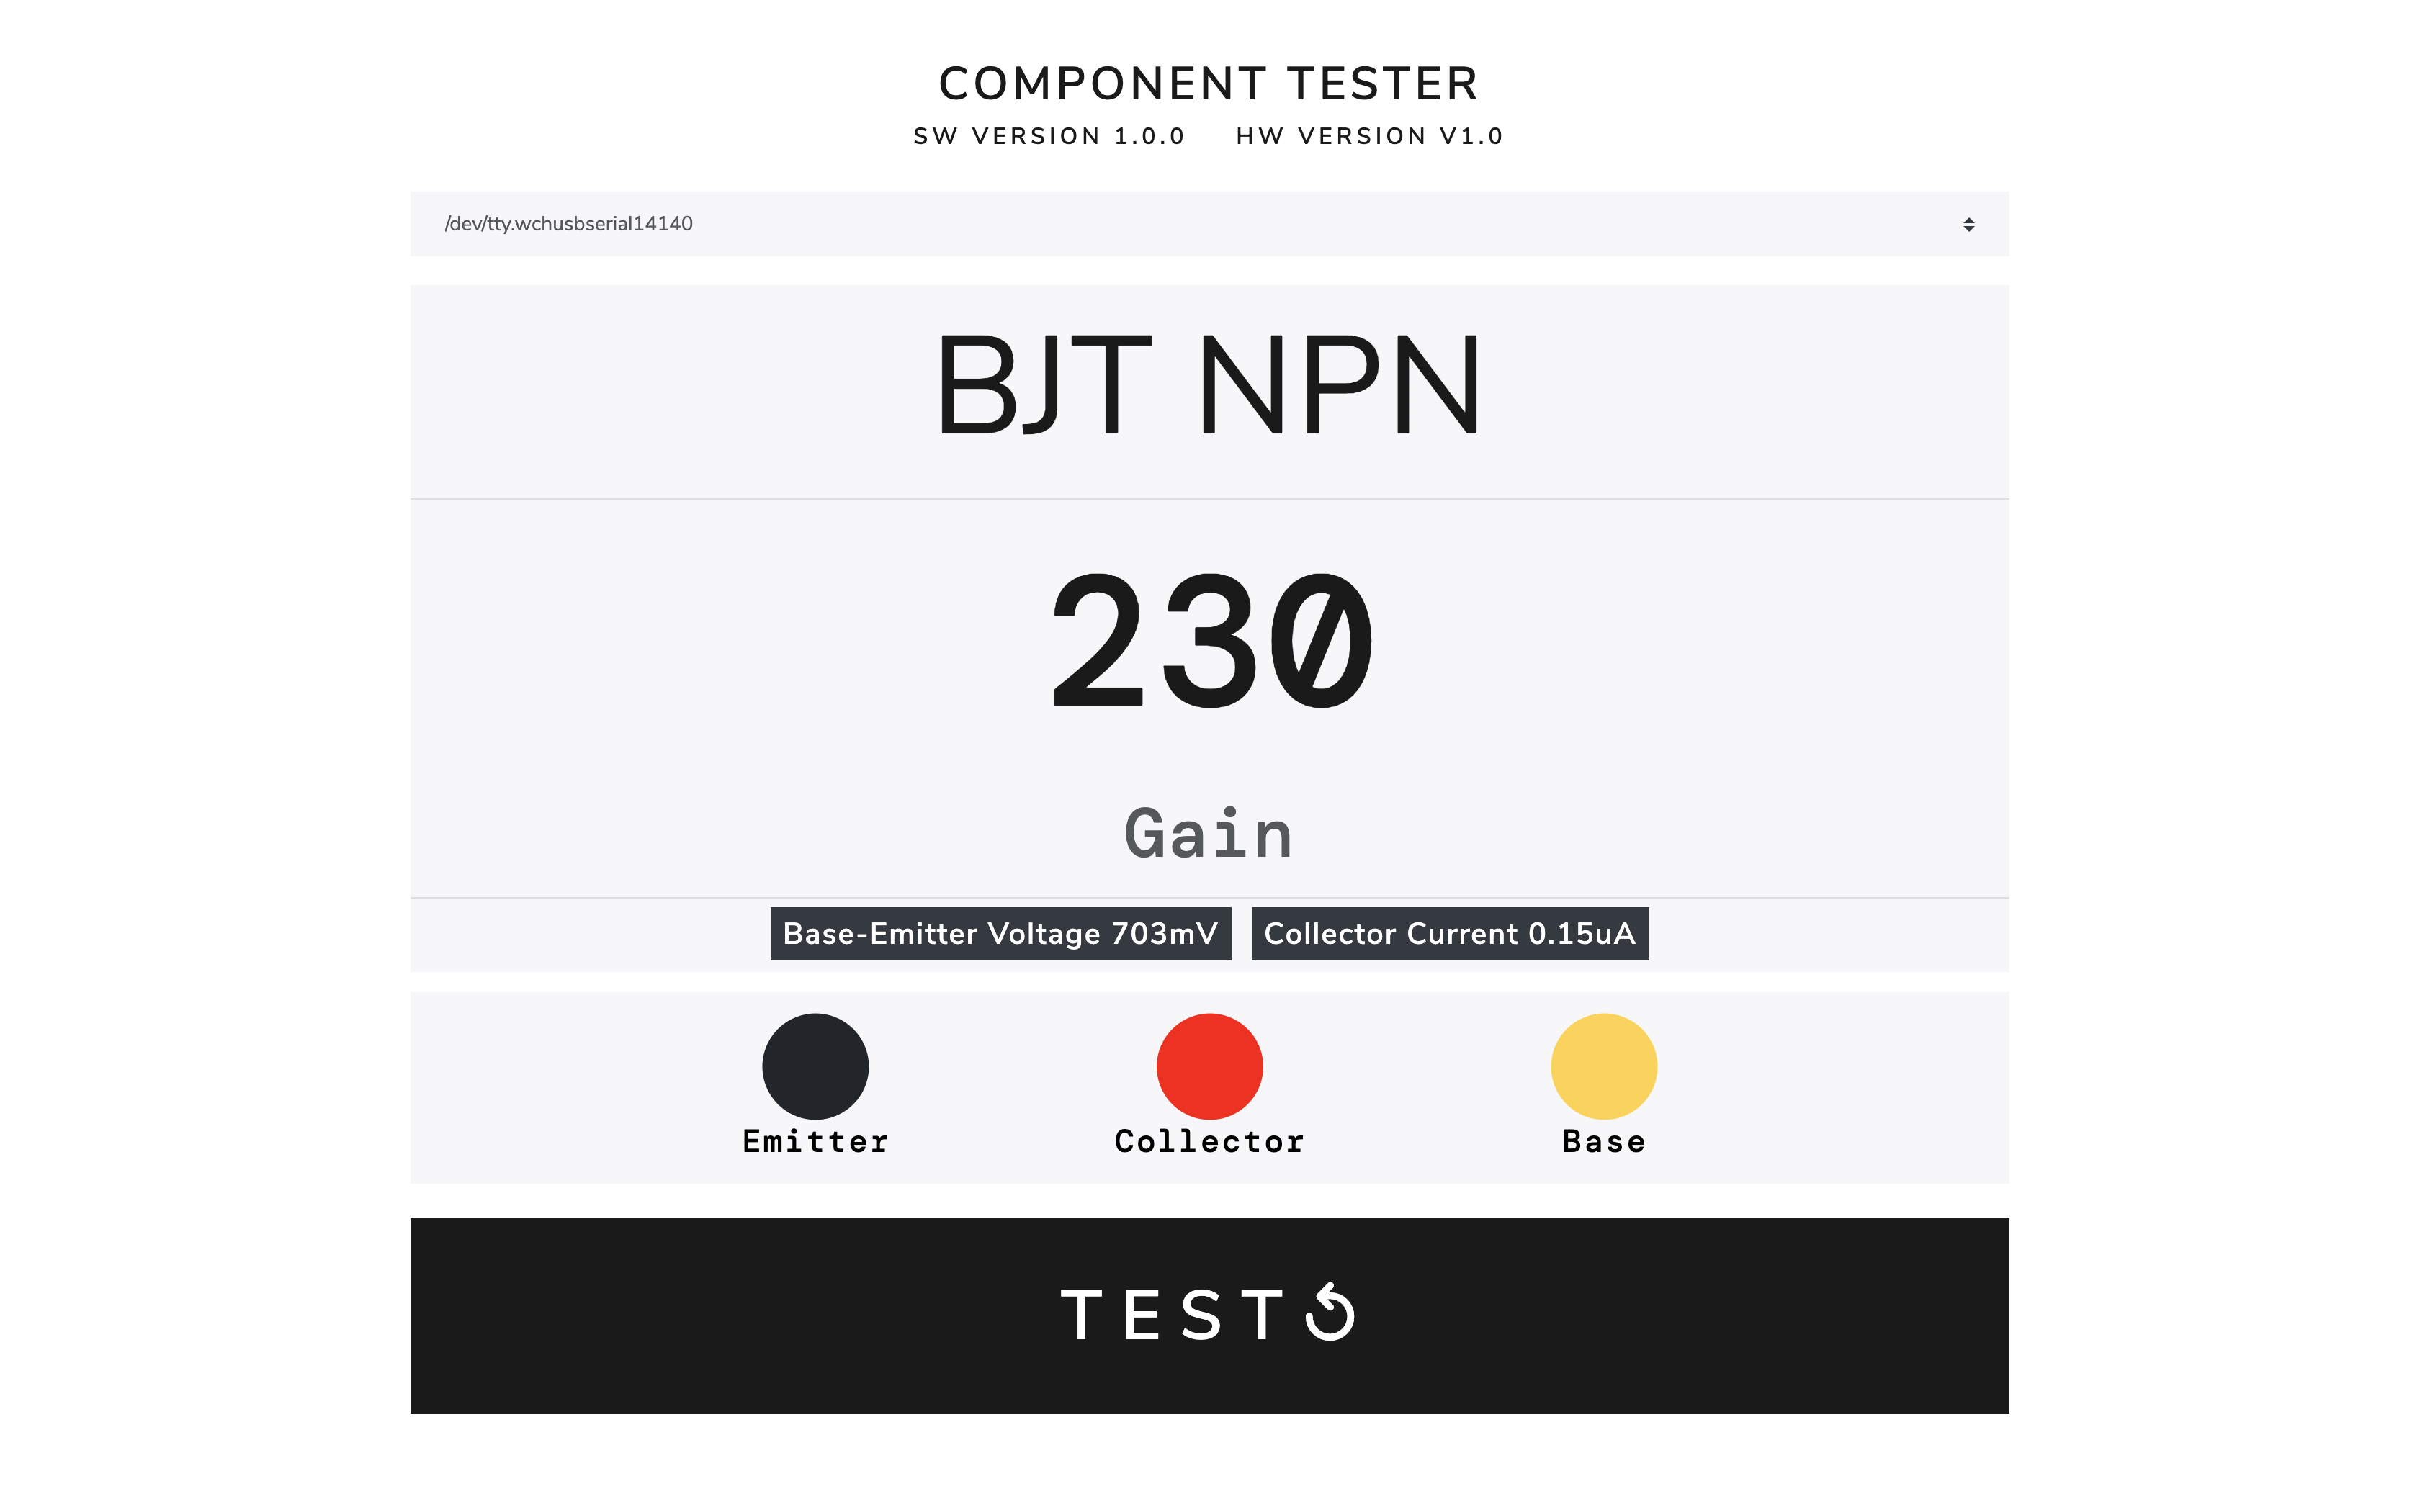 COMPONENT TESTER
SW VERSION 1.0.0 HW VERSION V1.0
/dev/tty.wchusbserial14140
BJT NPN
230
Gain
Base-Emitter Voltage 703mV Collector Current 0.15uA
Emitter Collector Base
TEST